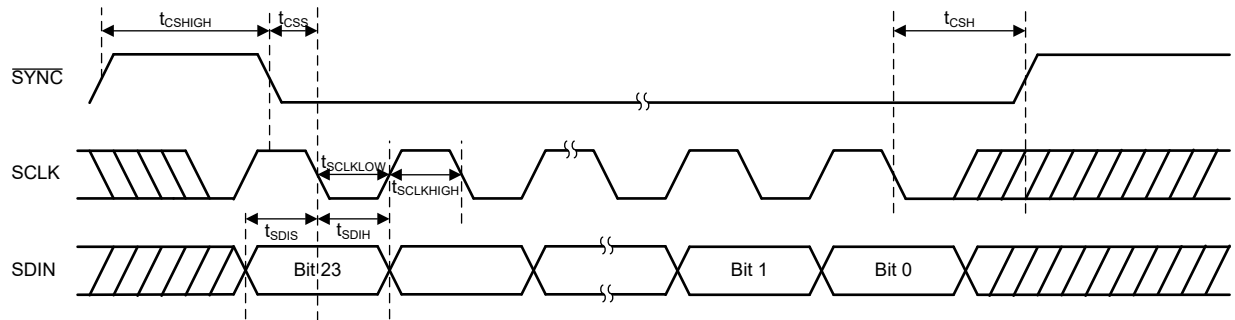 tCSHIGH tCSS tCSH
SYNC
SCLK tSCLKLOW tSCLKHIGH
tSDIS tSDIH
SDIN Bit 23 Bit 1 Bit 0